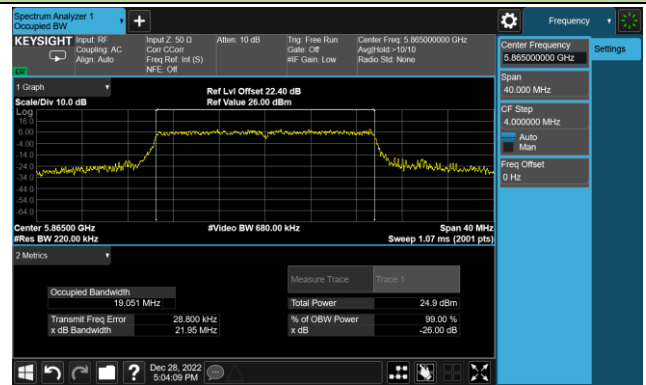 Spectrum Analyzer 1
Occupied BW
Frequency
KEYSIGHT
Input: RF
Coupling: AC
Align: Auto
Input Z: 50 Ω
Corr CCorr
Freq Ref: Int (S)
NFE: Off
Atten: 10 dB
Trig: Free Run
Gate: Off
#IF Gain: Low
Center Freq: 5.865000000 GHz
Avg|Hold:>10/10
Radio Std: None
Center Frequency
5.865000000 GHz
Settings
Span
40.000 MHz
CF Step
4.000000 MHz
Auto
Man
Freq Offset
0 Hz
1 Graph
Scale/Div 10.0 dB
Ref Lvl Offset 22.40 dB
Ref Value 26.00 dBm
Log
16.0
6.00
-4.00
-14.0
-24.0
-34.0
-44.0
-54.0
-64.0
Center 5.86500 GHz
#Video BW 680.00 kHz
Span 40 MHz
#Res BW 220.00 kHz
Sweep 1.07 ms (2001 pts)
2 Metrics
Measure Trace
Trace 1
Occupied Bandwidth
19.051 MHz
Total Power
24.9 dBm
Transmit Freq Error
28.800 kHz
% of OBW Power
99.00 %
x dB Bandwidth
21.95 MHz
x dB
-26.00 dB
Dec 28, 2022
5:04:09 PM